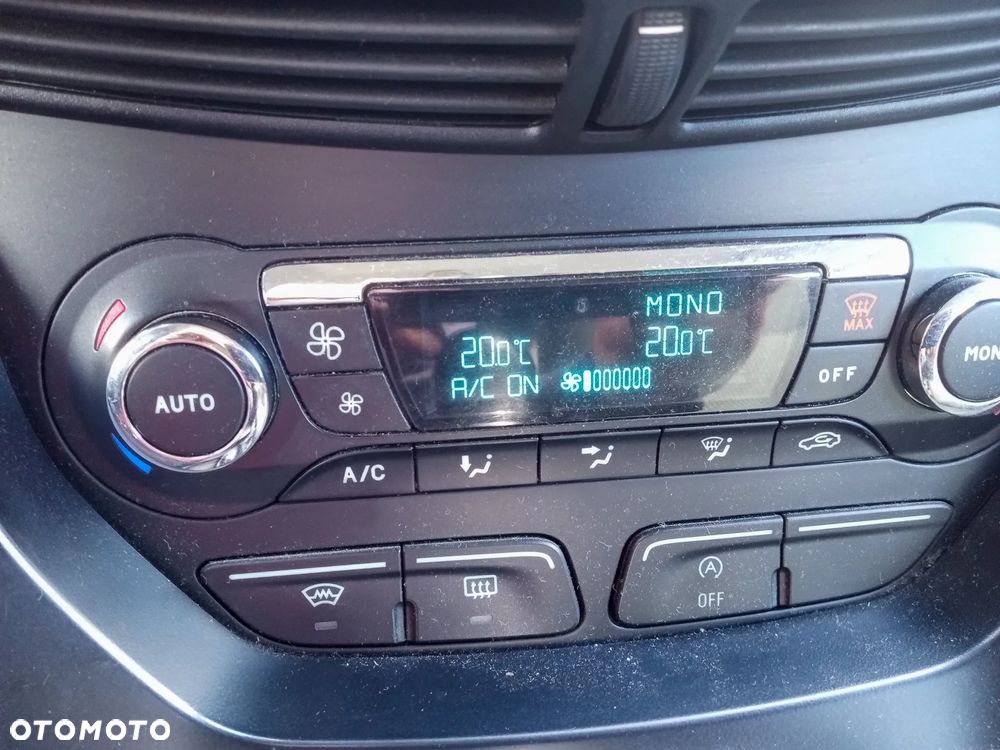 MONO
20.0°C 20.0°C
A/C ON
MAX
OFF
AUTO
MON
A/C
A
OFF
OTOMOTO